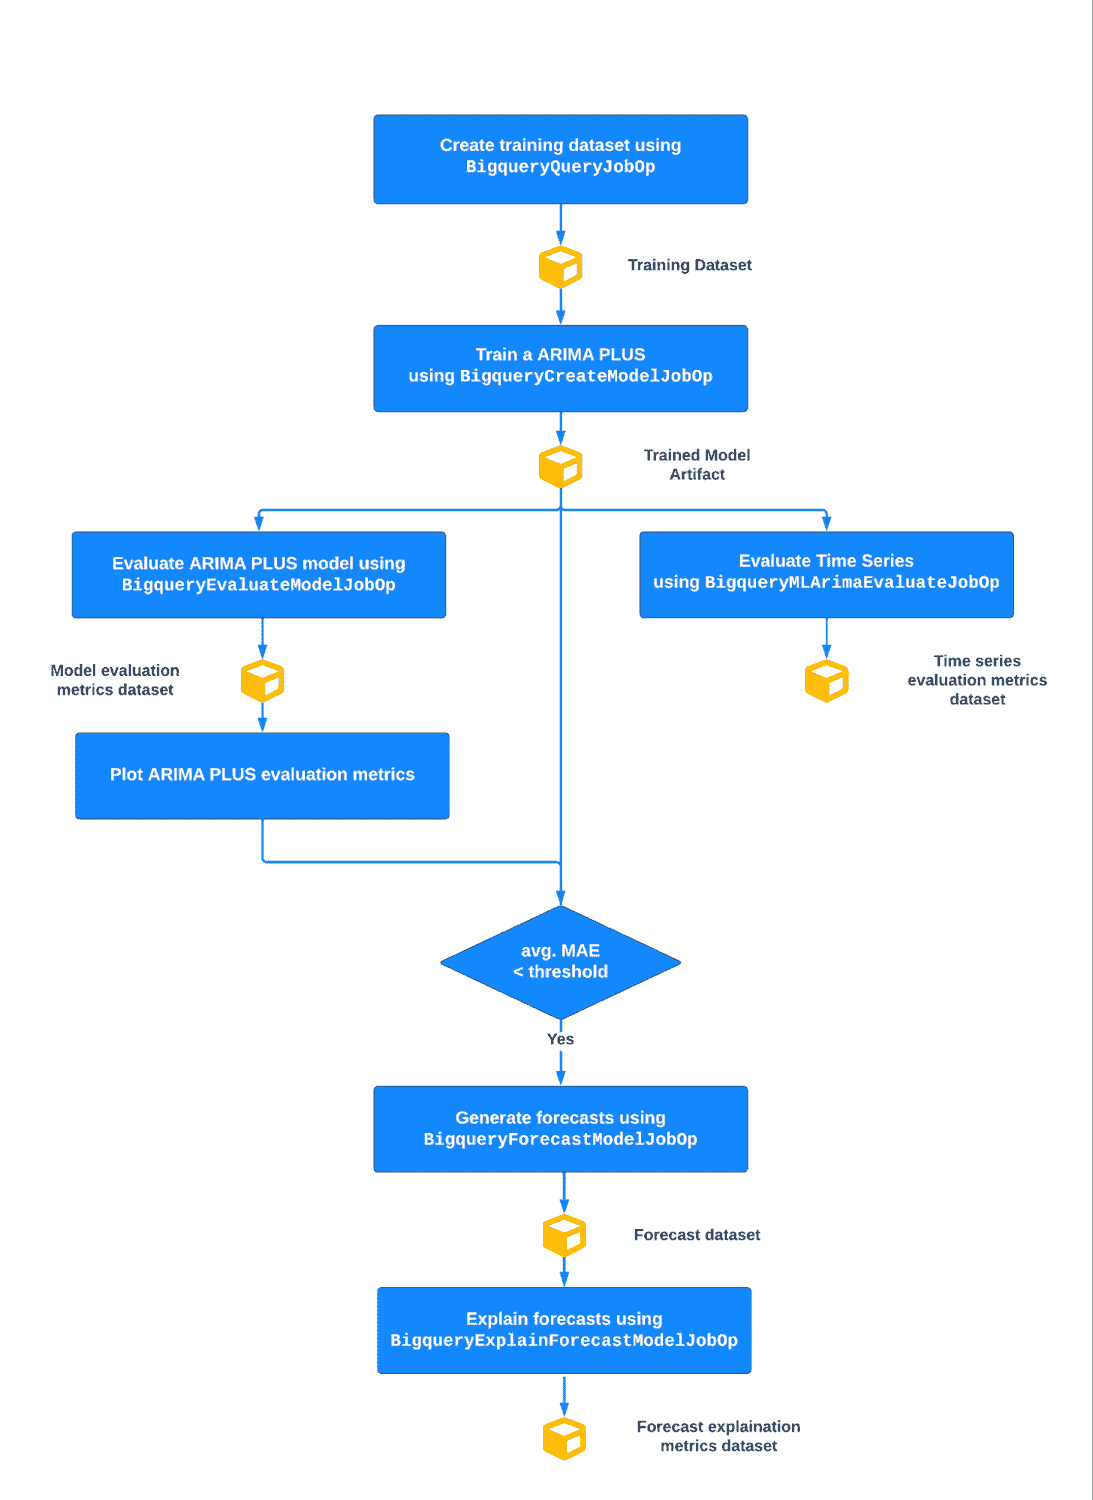 Create training dataset using
BigqueryQueryJobOp
Training Dataset
Train a ARIMA PLUS
using BigqueryCreateModelJobOp
Trained Model
Artifact
Evaluate ARIMA PLUS model using
BigqueryEvaluateModelJobOp
Evaluate Time Series
using BigqueryMLArimaEvaluateJobOp
Model evaluation
metrics dataset
Time series
evaluation metrics
dataset
Plot ARIMA PLUS evaluation metrics
avg. MAE
< threshold
Yes
Generate forecasts using
BigqueryForecastModelJobOp
Forecast dataset
Explain forecasts using
BigqueryExplainForecastModelJobOp
Forecast explaination
metrics dataset